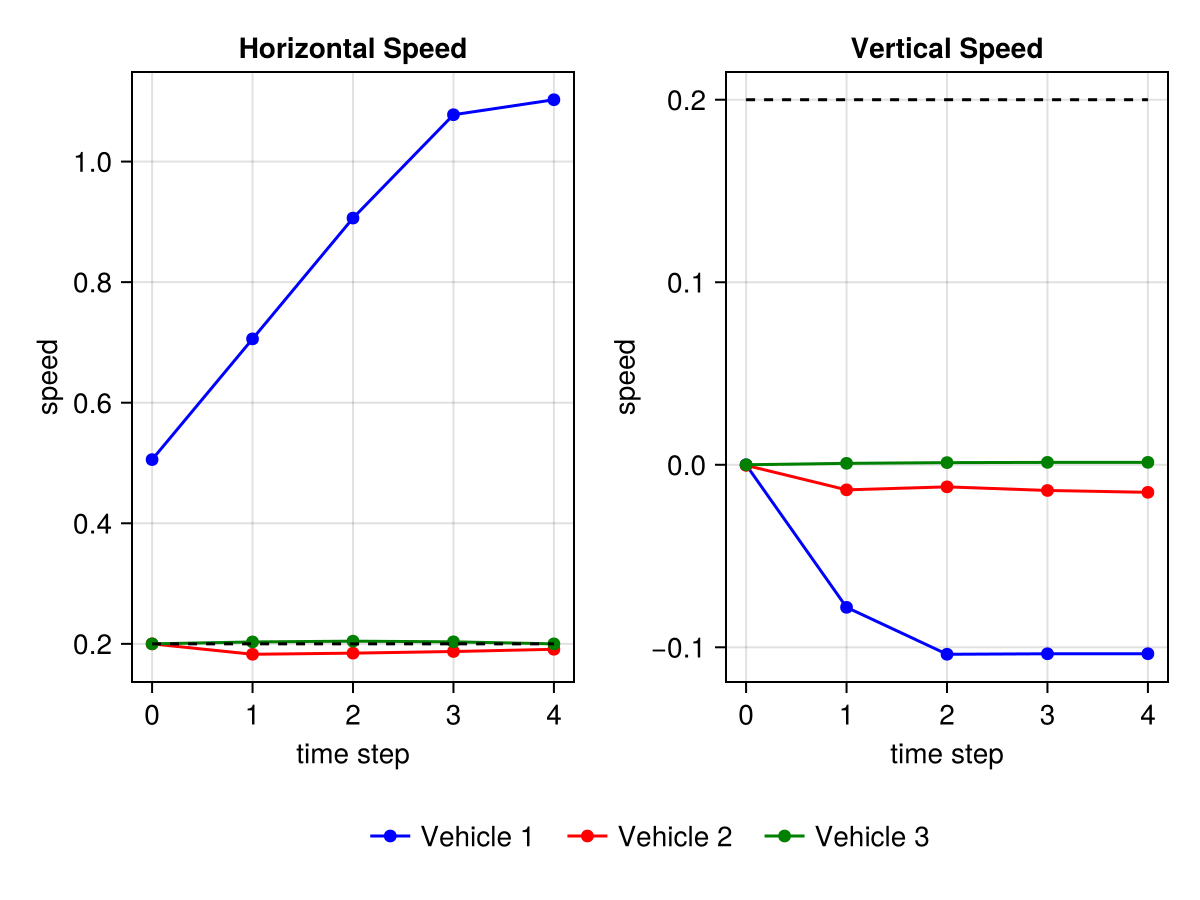 Horizontal Speed
1.0
0.8
0.6
0.4
0.2
speed
0 1 2 3 4
time step
Vertical Speed
0.2
0.1
0.0
−0.1
speed
0 1 2 3 4
time step
Vehicle 1 Vehicle 2 Vehicle 3